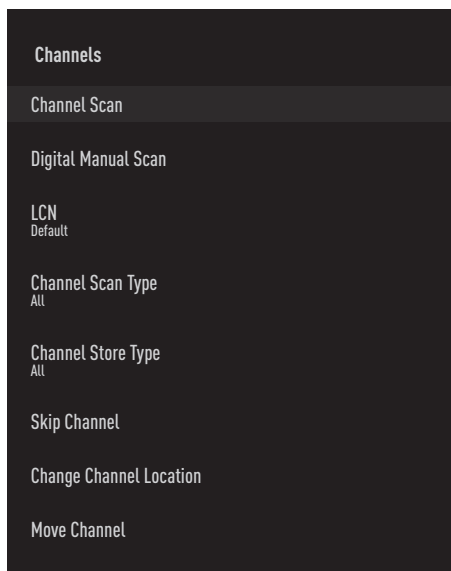 Channels
Channel Scan
Digital Manual Scan
LCN
Default
Channel Scan Type
All
Channel Store Type
All
Skip Channel
Change Channel Location
Move Channel